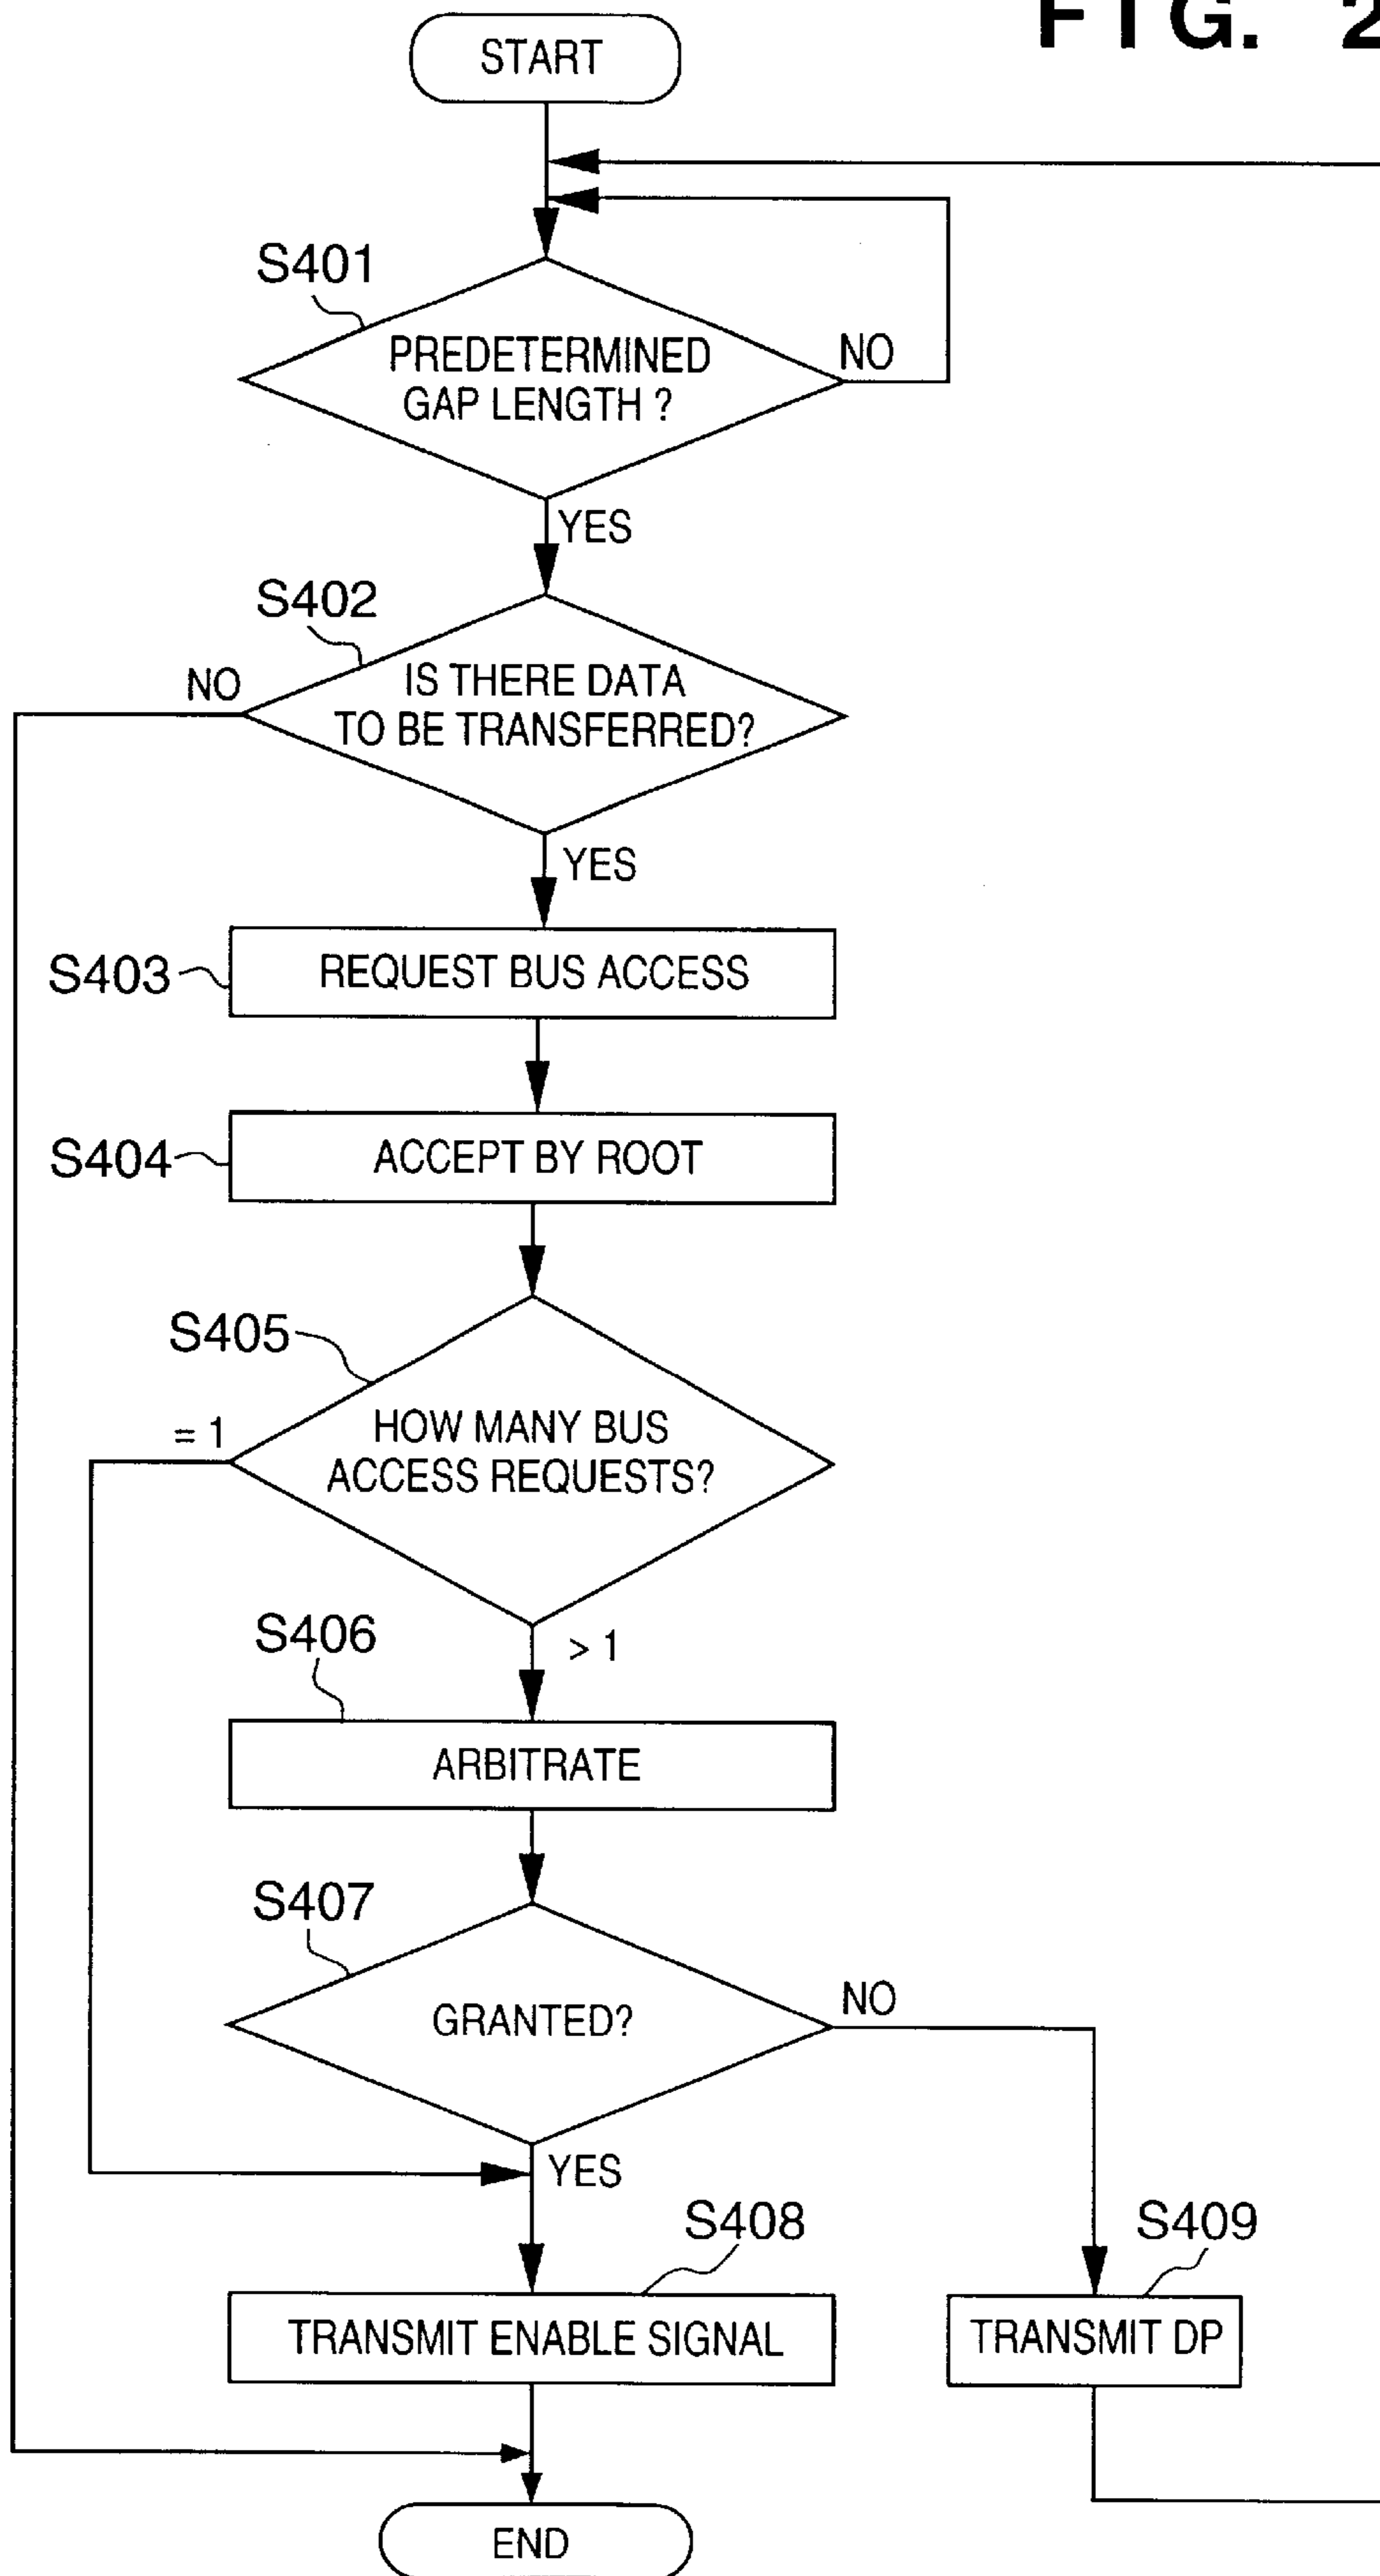 FIG. 2
START
S401
PREDETERMINED
GAP LENGTH ?
NO
YES
S402
NO
IS THERE DATA
TO BE TRANSFERRED?
YES
S403
REQUEST BUS ACCESS
S404
ACCEPT BY ROOT
S405
= 1
HOW MANY BUS
ACCESS REQUESTS?
> 1
S406
ARBITRATE
S407
GRANTED?
NO
YES
S408
S409
TRANSMIT ENABLE SIGNAL
TRANSMIT DP
END